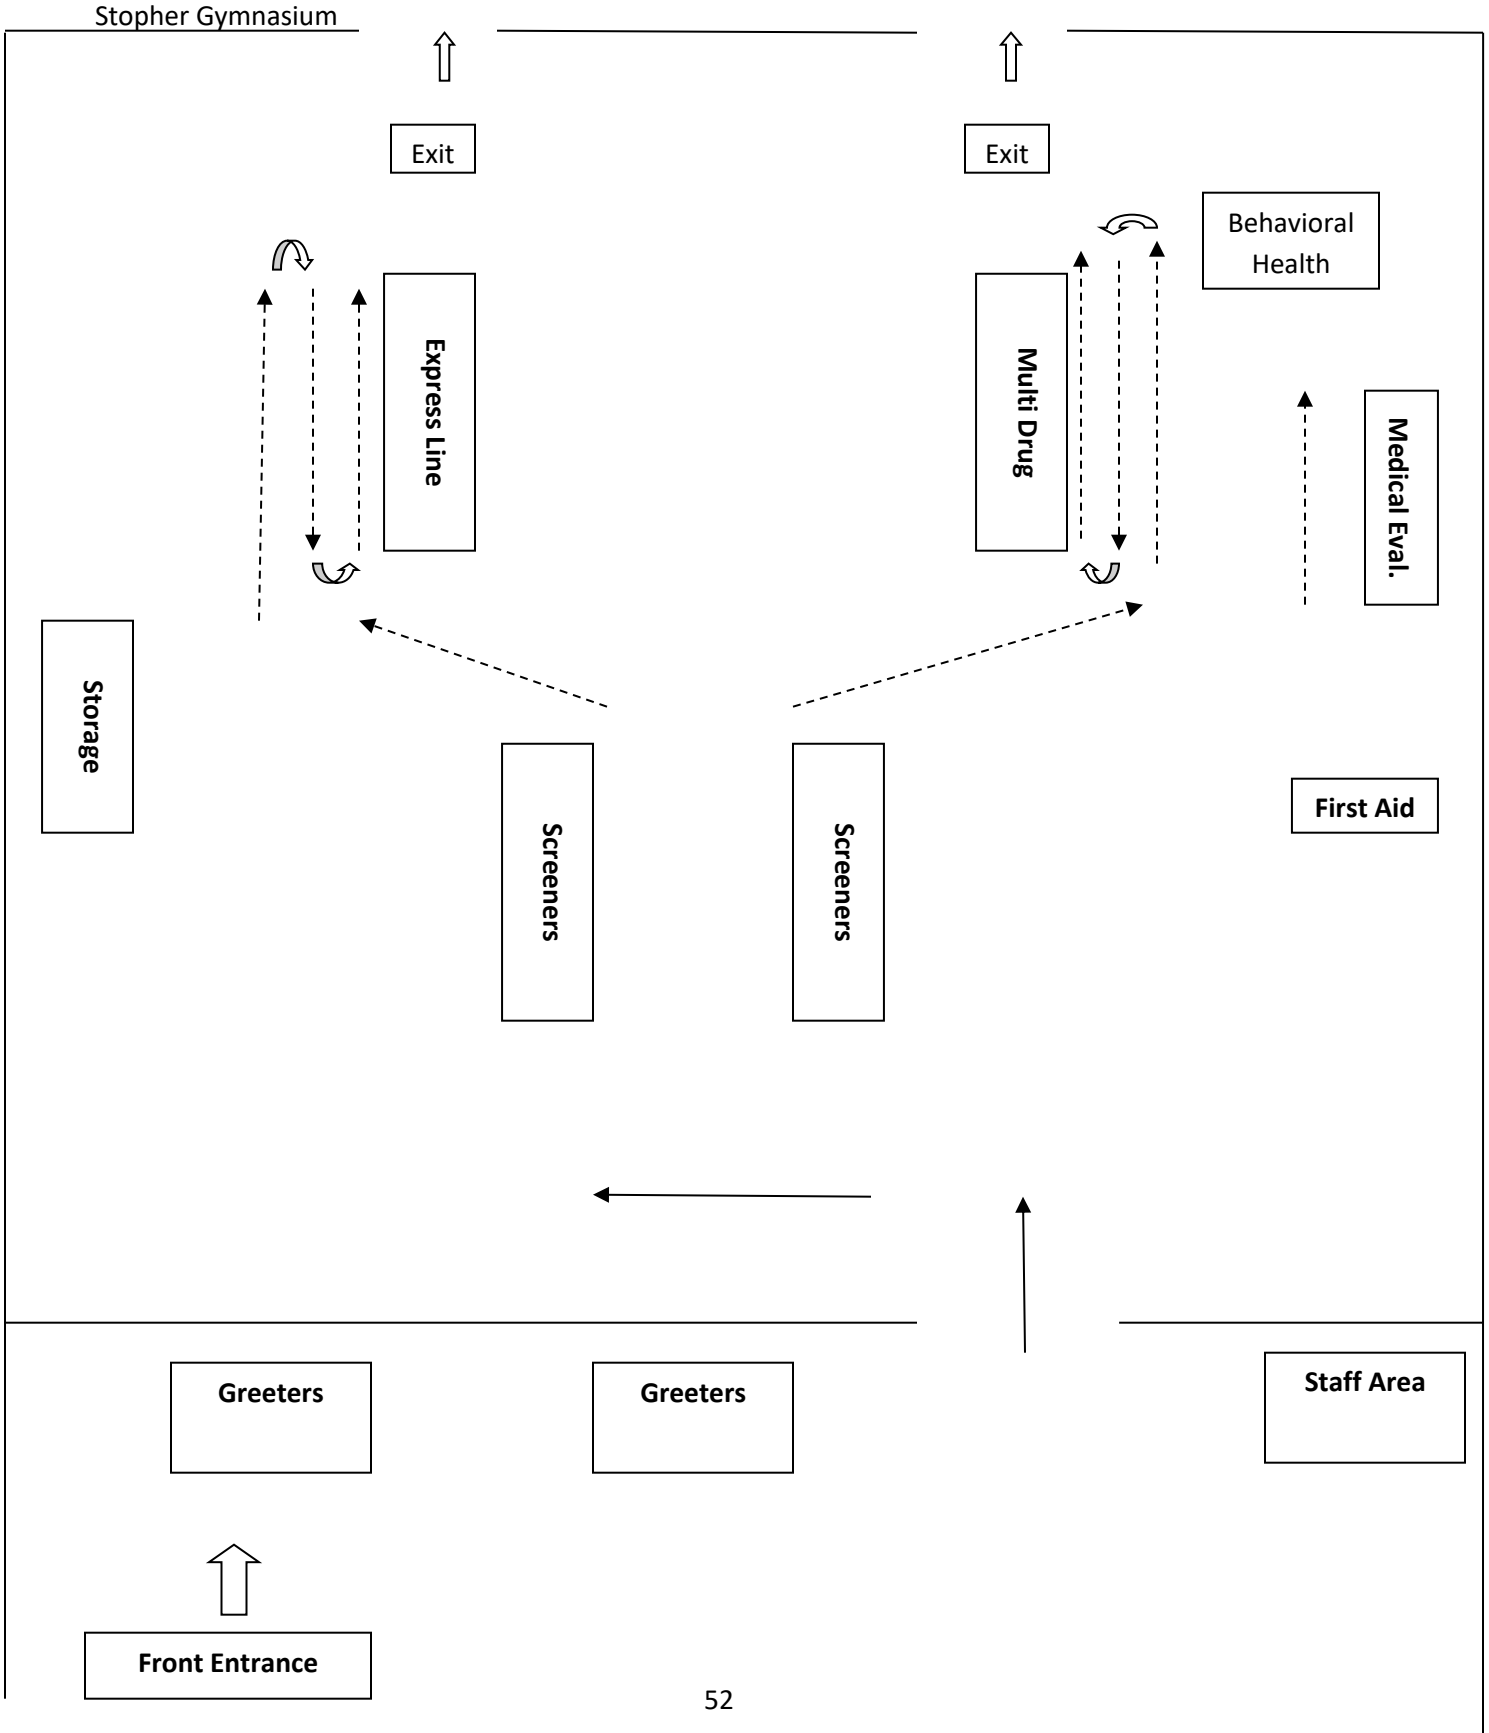 Stopher Gymnasium
Exit
Exit
Behavioral
Health
Express Line
Multi Drug
Medical Eval.
Storage
Screeners
Screeners
First Aid
Greeters
Greeters
Staff Area
Front Entrance
52